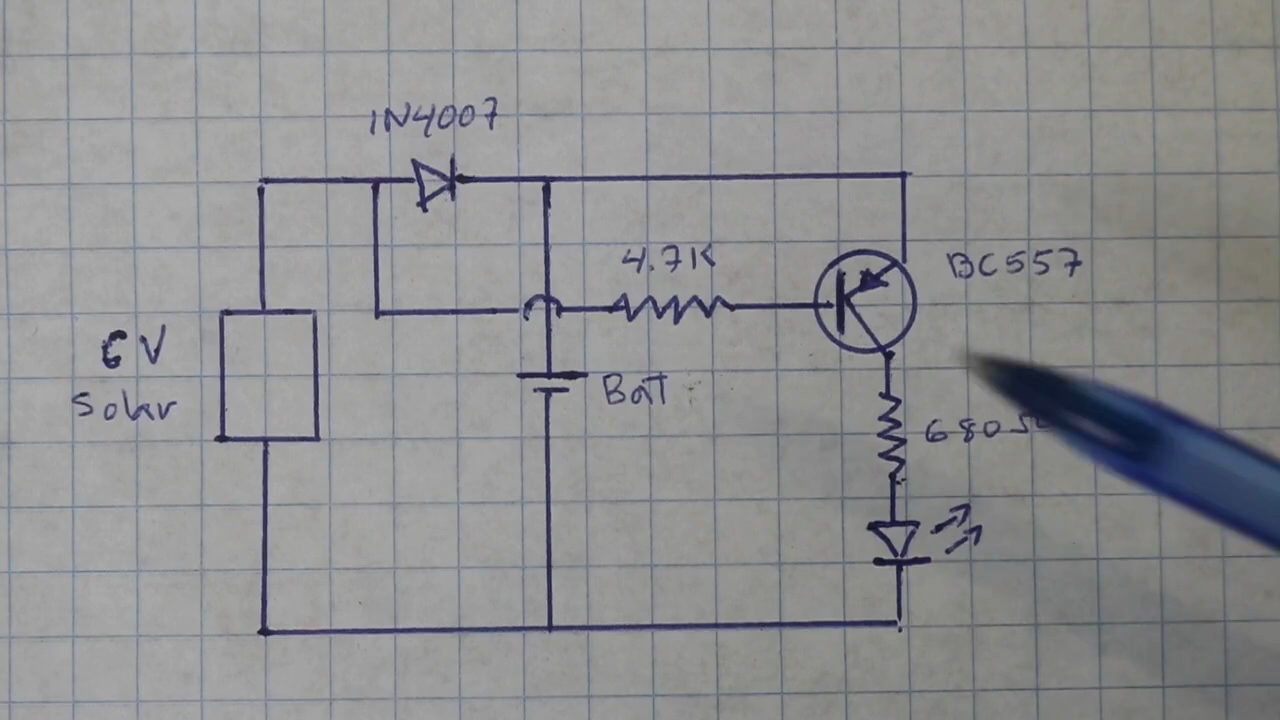 1N4007
4.7K
BC557
6V
Solar
Bat
680Ω